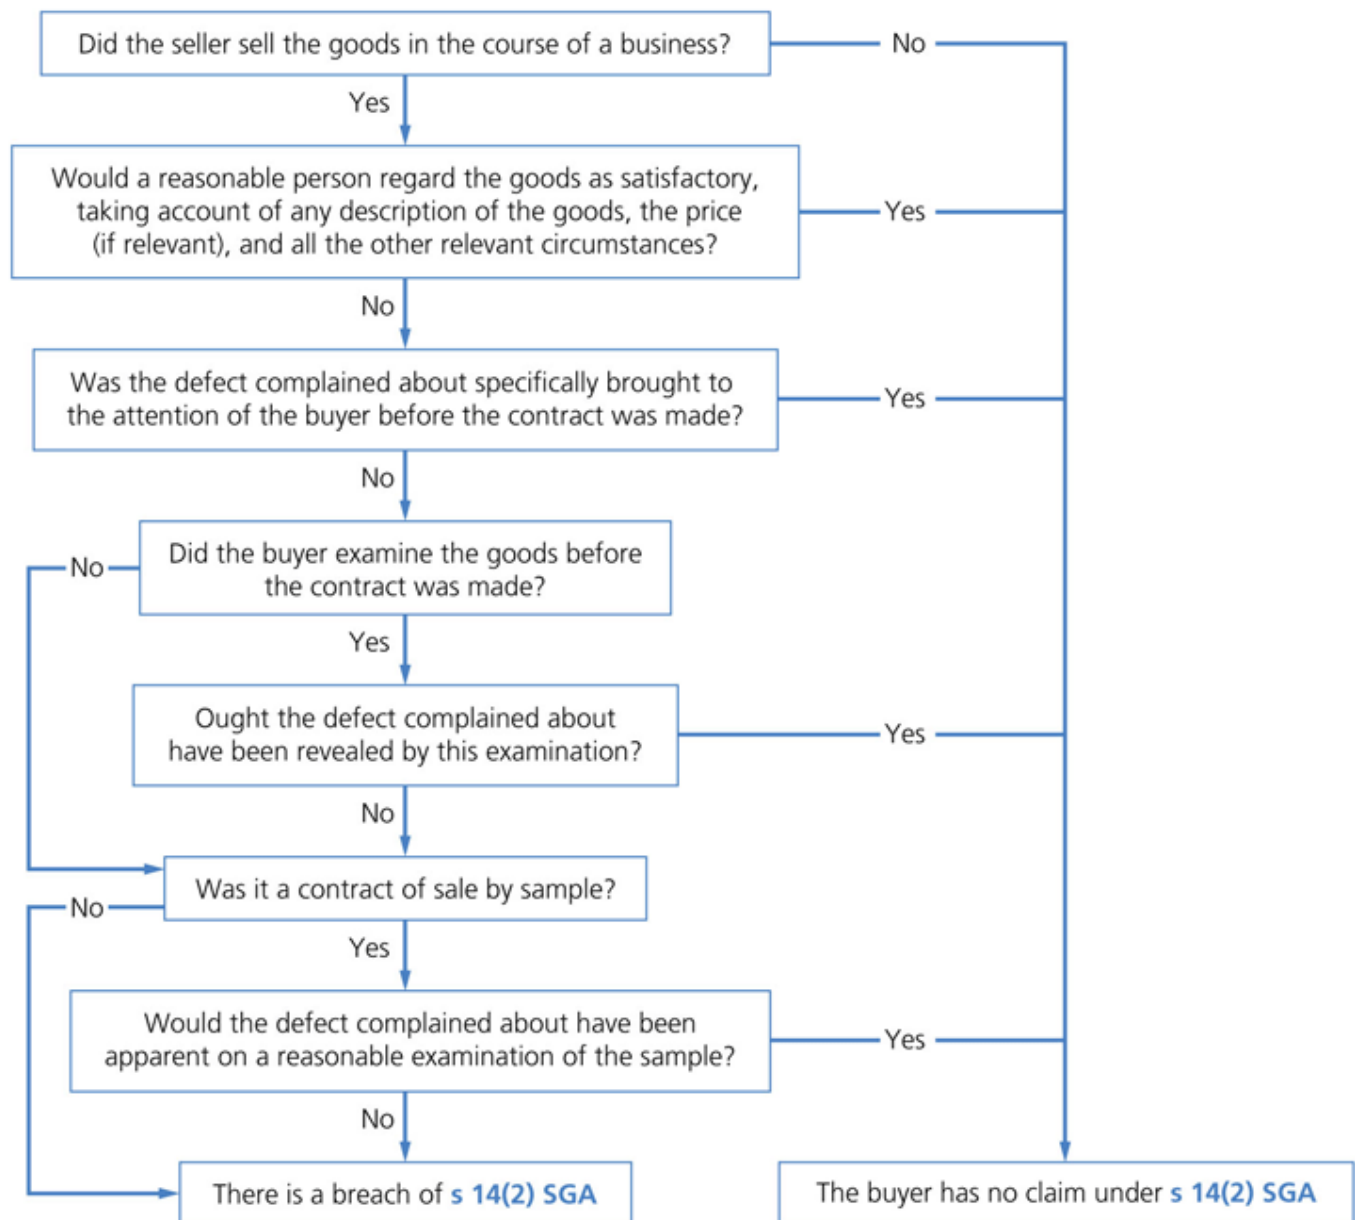 Did the seller sell the goods in the course of a business?
No
Yes
Would a reasonable person regard the goods as satisfactory,
taking account of any description of the goods, the price
(if relevant), and all the other relevant circumstances?
Yes
No
Was the defect complained about specifically brought to
the attention of the buyer before the contract was made?
Yes
No
Did the buyer examine the goods before
the contract was made?
No
Yes
Ought the defect complained about
have been revealed by this examination?
Yes
No
Was it a contract of sale by sample?
No
Yes
Would the defect complained about have been
apparent on a reasonable examination of the sample?
Yes
No
There is a breach of s 14(2) SGA
The buyer has no claim under s 14(2) SGA